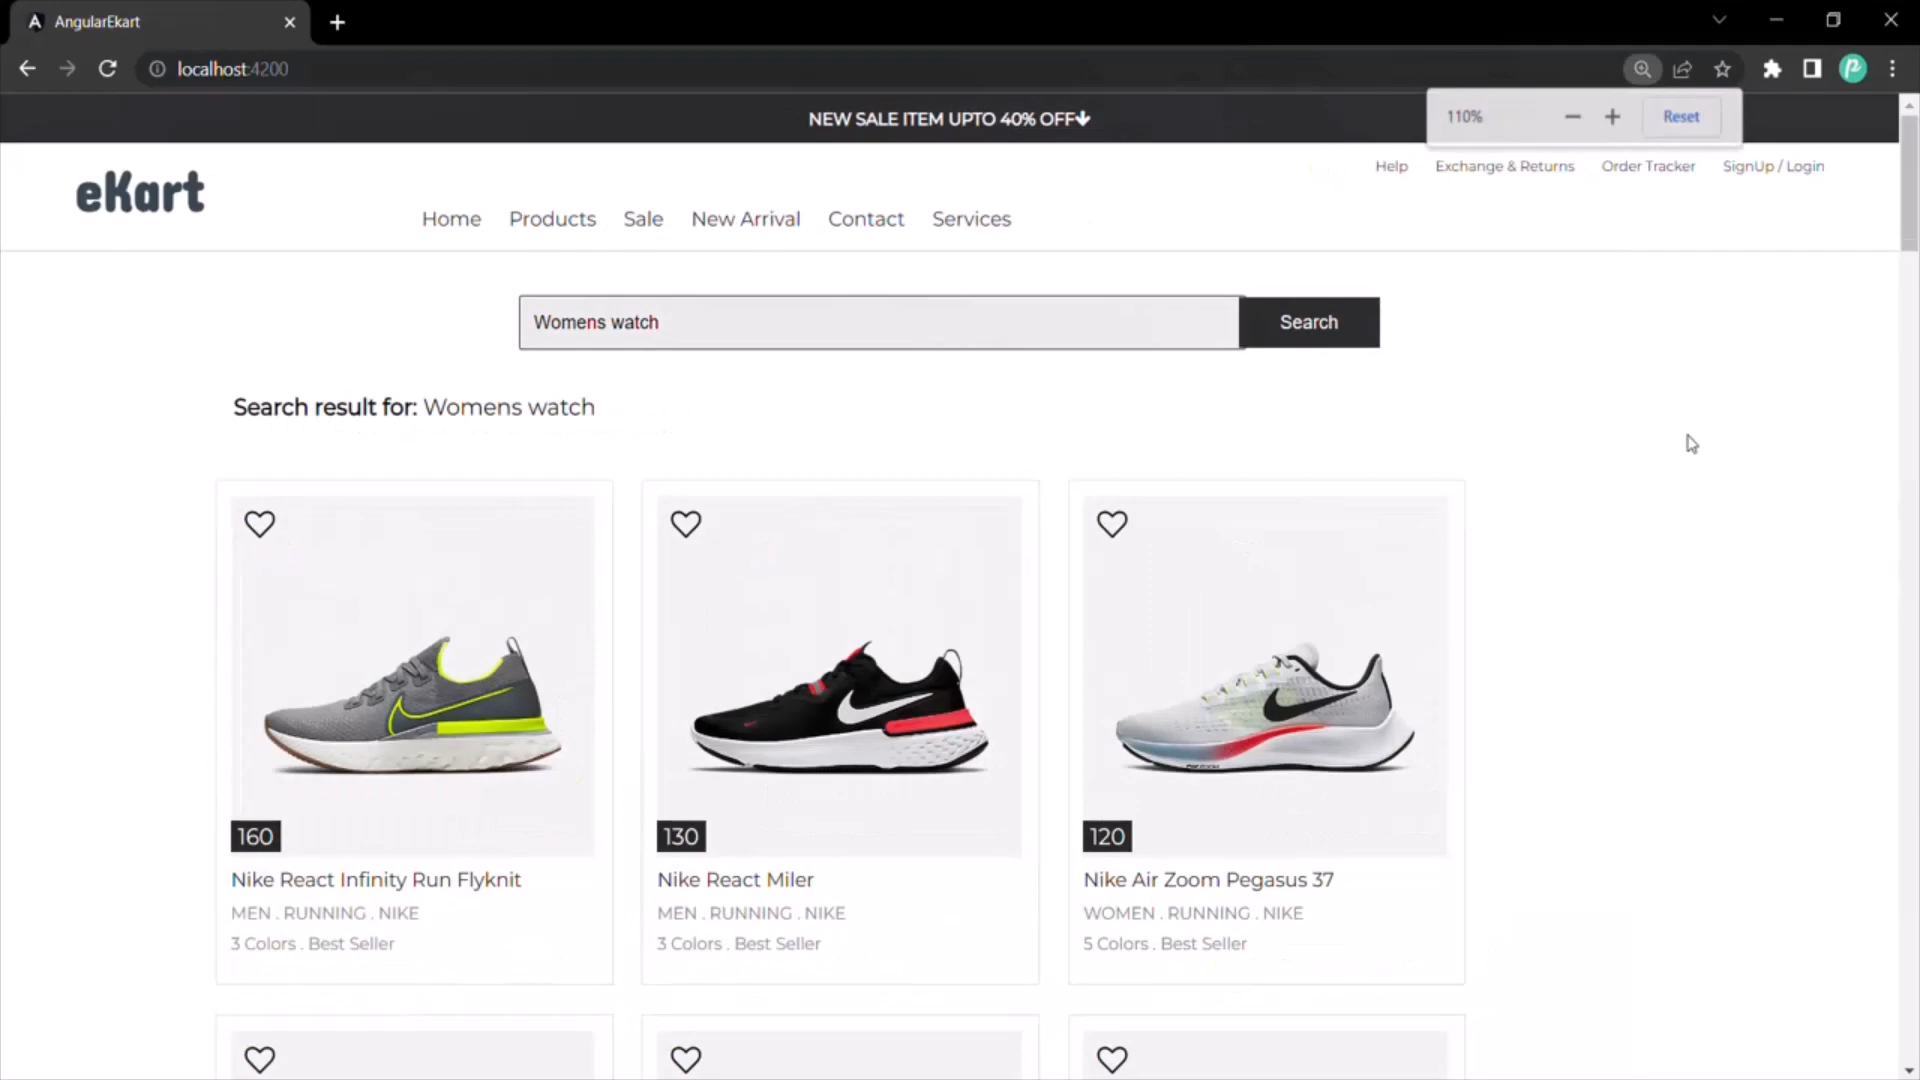 AngularEkart
localhost:4200
NEW SALE ITEM UPTO 40% OFF
110%
Reset
Help Exchange & Returns Order Tracker SignUp / Login
eKart
Home Products Sale New Arrival Contact Services
Womens watch
Search
Search result for: Womens watch
160
130
120
Nike React Infinity Run Flyknit
MEN . RUNNING . NIKE
3 Colors . Best Seller
Nike React Miler
MEN . RUNNING . NIKE
3 Colors . Best Seller
Nike Air Zoom Pegasus 37
WOMEN . RUNNING . NIKE
5 Colors . Best Seller